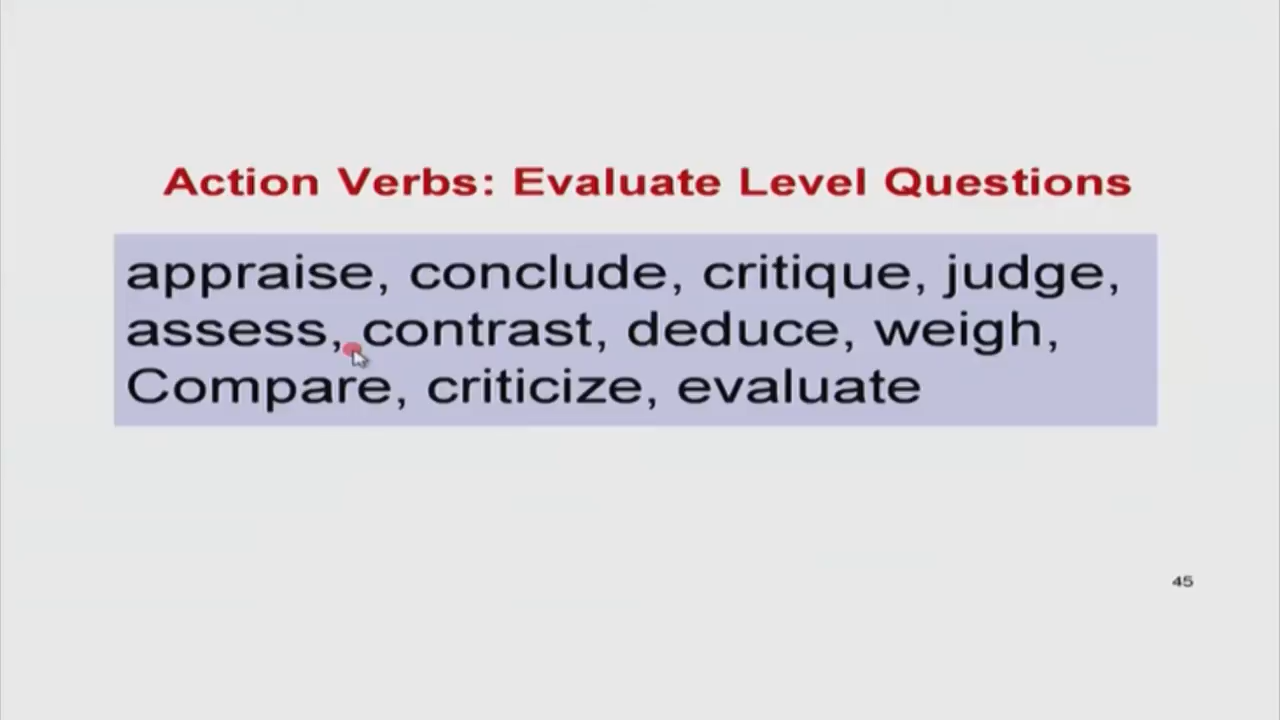 Action Verbs: Evaluate Level Questions
appraise, conclude, critique, judge,
assess, contrast, deduce, weigh,
Compare, criticize, evaluate
45